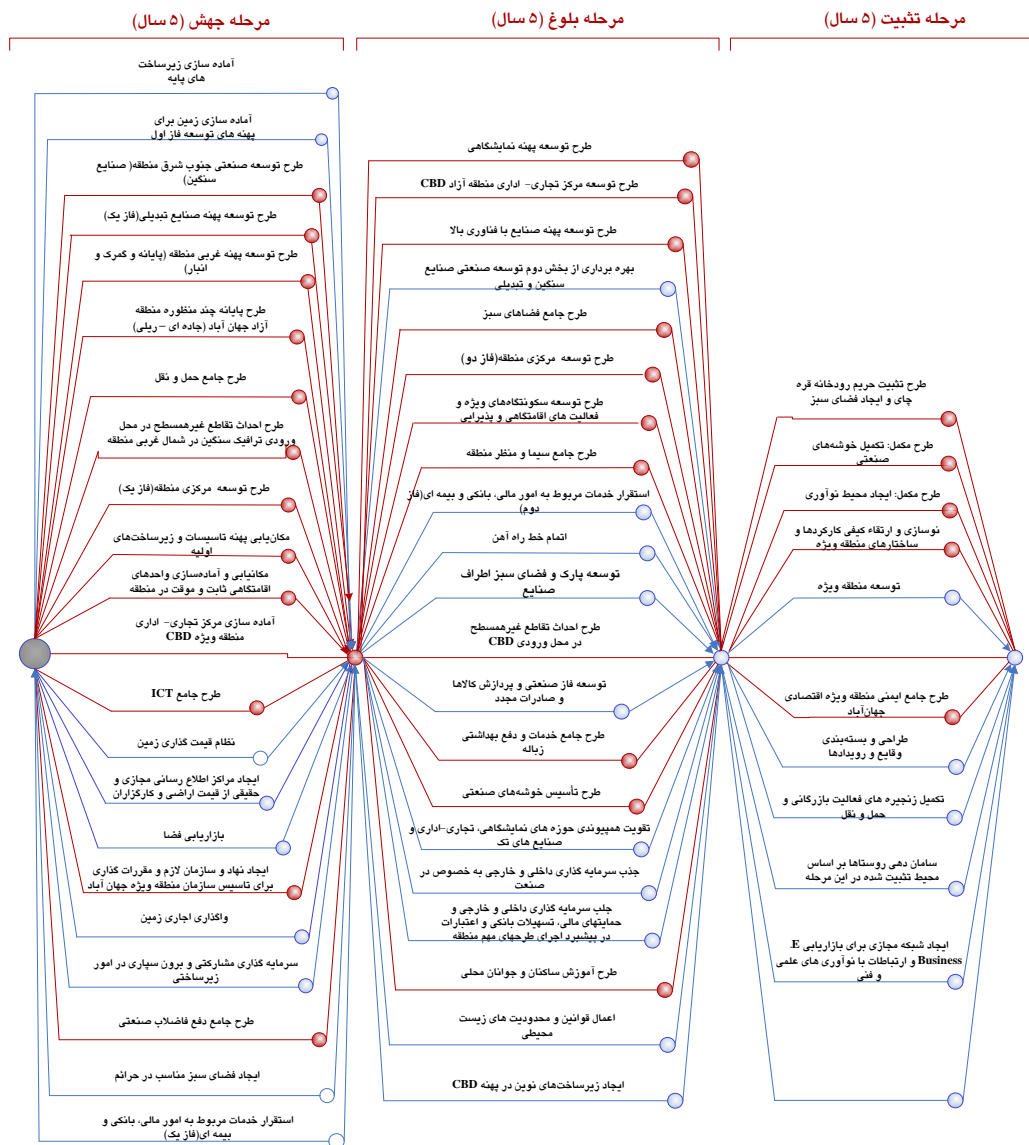 مرحله جهش (۵ سال)
آماده سازی زیرساخت
های پایه
آماده سازی زمین برای
پهنه های توسعه فاز اول
طرح توسعه صنعتی جنوب شرق منطقه( صنایع
سنگین)
طرح توسعه پهنه صنایع تبدیلی(فاز یک)
طرح توسعه پهنه غربی منطقه (پایانه و گمرک و
انبار)
طرح پایانه چند منظوره منطقه
آزاد جهان آباد (جاده ای – ریلی)
طرح جامع حمل و نقل
طرح احداث تقاطع غیرهمسطح در محل
ورودی ترافیک سنگین در شمال غربی منطقه
طرح توسعه مرکزی منطقه(فاز یک)
مکان‌یابی پهنه تاسیسات و زیرساخت‌های
اولیه
مکانیابی و آماده‌سازی واحدهای
اقامتگاهی ثابت و موقت در منطقه
آماده سازی مرکز تجاری- اداری
منطقه ویژه CBD
طرح جامع ICT
نظام قیمت گذاری زمین
ایجاد مراکز اطلاع رسانی مجازی و
حقیقی از قیمت اراضی و کارگزاران
بازاریابی فضا
ایجاد نهاد و سازمان لازم و مقررات گذاری
برای تاسیس سازمان منطقه ویژه جهان آباد
واگذاری اجاری زمین
سرمایه گذاری مشارکتی و برون سپاری در امور
زیرساختی
طرح جامع دفع فاضلاب صنعتی
ایجاد فضای سبز مناسب در حرائم
استقرار خدمات مربوط به امور مالی، بانکی و
بیمه ای(فاز یک)
مرحله بلوغ (۵ سال)
طرح توسعه پهنه نمایشگاهی
طرح توسعه مرکز تجاری- اداری منطقه آزاد CBD
طرح توسعه پهنه صنایع با فناوری بالا
بهره برداری از بخش دوم توسعه صنعتی صنایع
سنگین و تبدیلی
طرح جامع فضاهای سبز
طرح توسعه مرکزی منطقه(فاز دو)
طرح توسعه سکونتگاه‌های ویژه و
فعالیت های اقامتگاهی و پذیرایی
طرح جامع سیما و منظر منطقه
استقرار خدمات مربوط به امور مالی، بانکی و بیمه ای(فاز
دوم)
اتمام خط راه آهن
توسعه پارک و فضای سبز اطراف
صنایع
طرح احداث تقاطع غیرهمسطح
در محل ورودی CBD
توسعه فاز صنعتی و پردازش کالاها
و صادرات مجدد
طرح جامع خدمات و دفع بهداشتی
زباله
طرح تأسیس خوشه‌های صنعتی
تقویت همپیوندی حوزه های نمایشگاهی، تجاری-اداری و
صنایع های تک
جذب سرمایه گذاری داخلی و خارجی به خصوص در
صنعت
جلب سرمایه گذاری داخلی و خارجی و
حمایتهای مالی، تسهیلات بانکی و اعتبارات
در پیشبرد اجرای طرحهای مهم منطقه
طرح آموزش ساکنان و جوانان محلی
اعمال قوانین و محدودیت های زیست
محیطی
ایجاد زیرساخت‌های نوین در پهنه CBD
مرحله تثبیت (۵ سال)
طرح تثبیت حریم رودخانه قره
چای و ایجاد فضای سبز
طرح مکمل: تکمیل خوشه‌های
صنعتی
طرح مکمل: ایجاد محیط نوآوری
نوسازی و ارتقاء کیفی کارکردها و
ساختارهای منطقه ویژه
توسعه منطقه ویژه
طرح جامع ایمنی منطقه ویژه اقتصادی
جهان‌آباد
طراحی و بسته‌بندی
وقایع و رویدادها
تکمیل زنجیره های فعالیت بازرگانی و
حمل و نقل
سامان دهی روستاها بر اساس
محیط تثبیت شده در این مرحله
ایجاد شبکه مجازی برای بازاریابی E.
Business و ارتباطات با نوآوری های علمی
و فنی